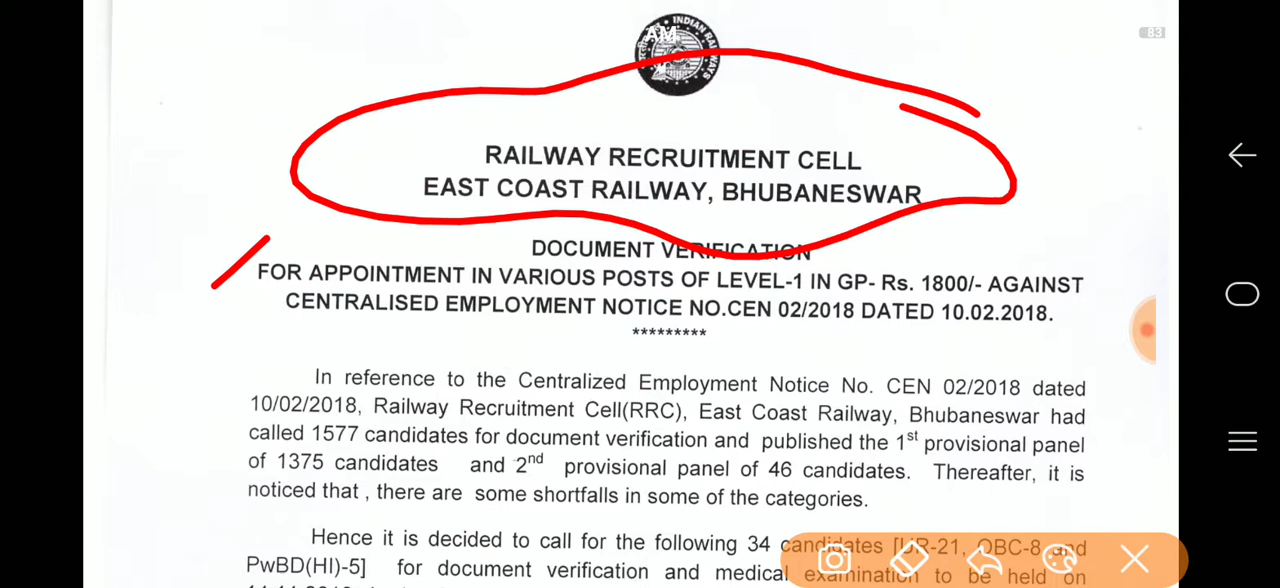 INDIAN RAILWAYS
AM
83
RAILWAY RECRUITMENT CELL
EAST COAST RAILWAY, BHUBANESWAR
DOCUMENT VERIFICATION
FOR APPOINTMENT IN VARIOUS POSTS OF LEVEL-1 IN GP- Rs. 1800/- AGAINST
CENTRALISED EMPLOYMENT NOTICE NO.CEN 02/2018 DATED 10.02.2018.
*********
In reference to the Centralized Employment Notice No. CEN 02/2018 dated
10/02/2018, Railway Recruitment Cell(RRC), East Coast Railway, Bhubaneswar had
called 1577 candidates for document verification and published the 1st provisional panel
of 1375 candidates and 2nd provisional panel of 46 candidates. Thereafter, it is
noticed that , there are some shortfalls in some of the categories.
Hence it is decided to call for the following 34 candidates [UR-21, OBC-8 and
PwBD(HI)-5] for document verification and medical examination to be held on